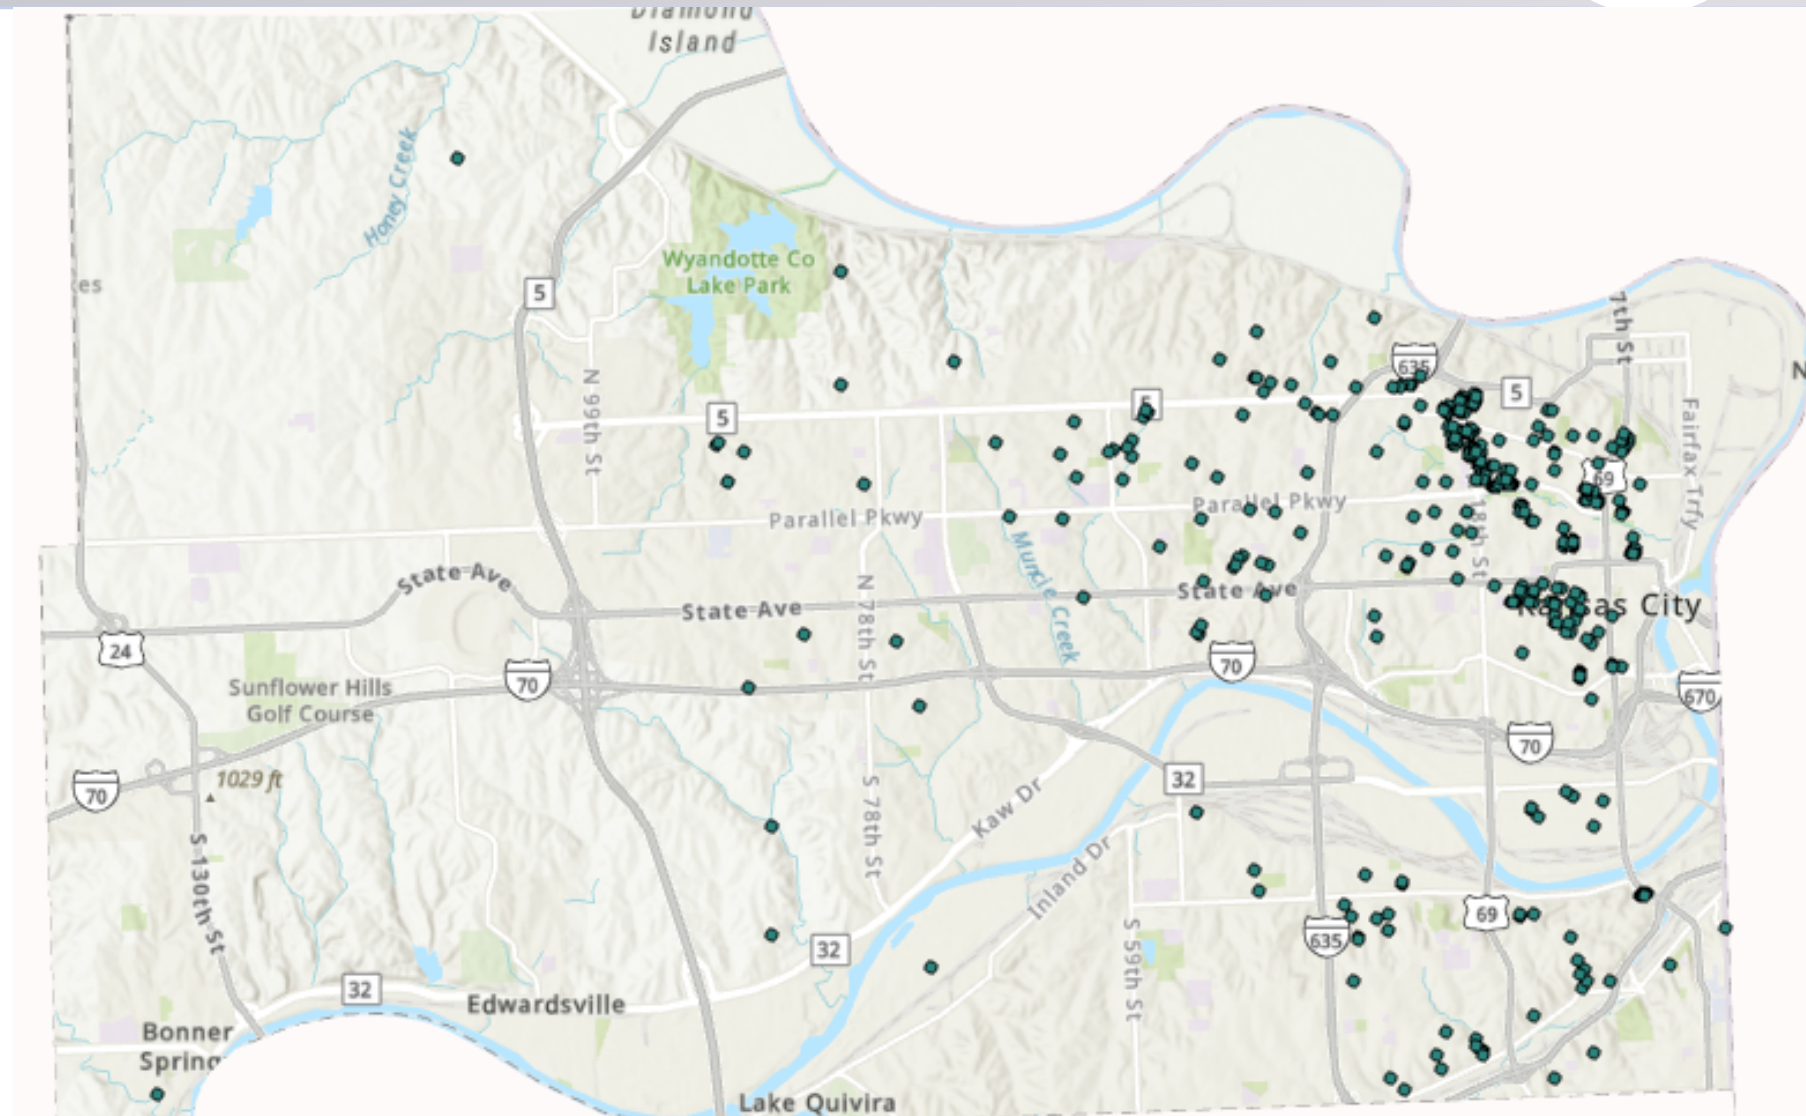 Diamond
Island
Honey Creek
es
Wyandotte Co
Lake Park
5
7th St
N
635
5
5
5
N 99th St
Fairfax Trfy
69
Parallel Pkwy
Parallel Pkwy
18th St
Muncie Creek
State Ave
State Ave
State Ave
N 78th St
Kansas City
24
70
70
Sunflower Hills
Golf Course
670
70
1029 ft
70
32
Kaw Dr
S 78th St
S 130th St
Inland Dr
69
635
32
S 59th St
32
Edwardsville
Bonner
Spring
Lake Quivira